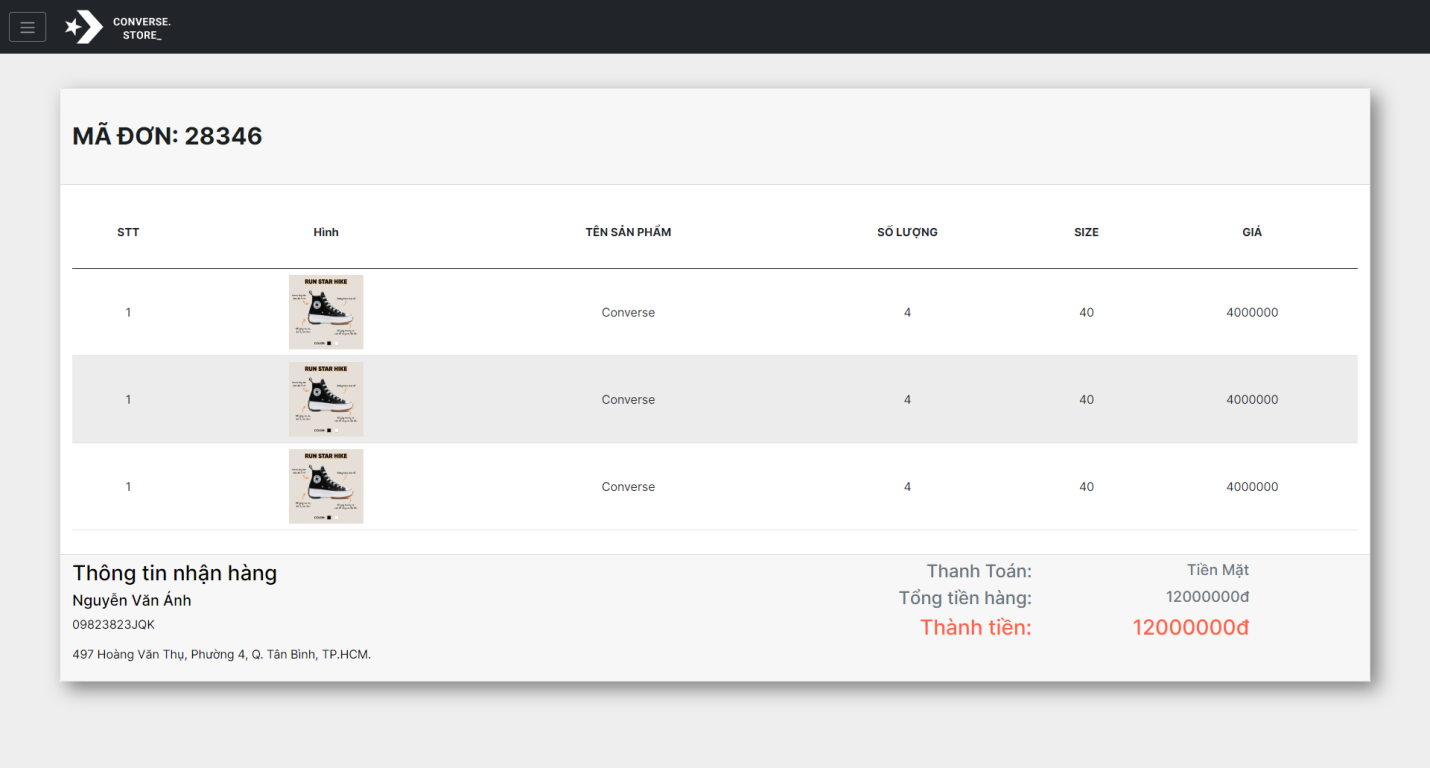 CONVERSE.
STORE_
MÃ ĐƠN: 28346
STT Hình TÊN SẢN PHẨM SỐ LƯỢNG SIZE GIÁ
RUN STAR HIKE
1 Converse 4 40 4000000
RUN STAR HIKE
1 Converse 4 40 4000000
RUN STAR HIKE
1 Converse 4 40 4000000
Thông tin nhận hàng
Nguyễn Văn Ánh
09823823JQK
497 Hoàng Văn Thụ, Phường 4, Q. Tân Bình, TP.HCM.
Thanh Toán: Tiền Mặt
Tổng tiền hàng: 12000000đ
Thành tiền: 12000000đ